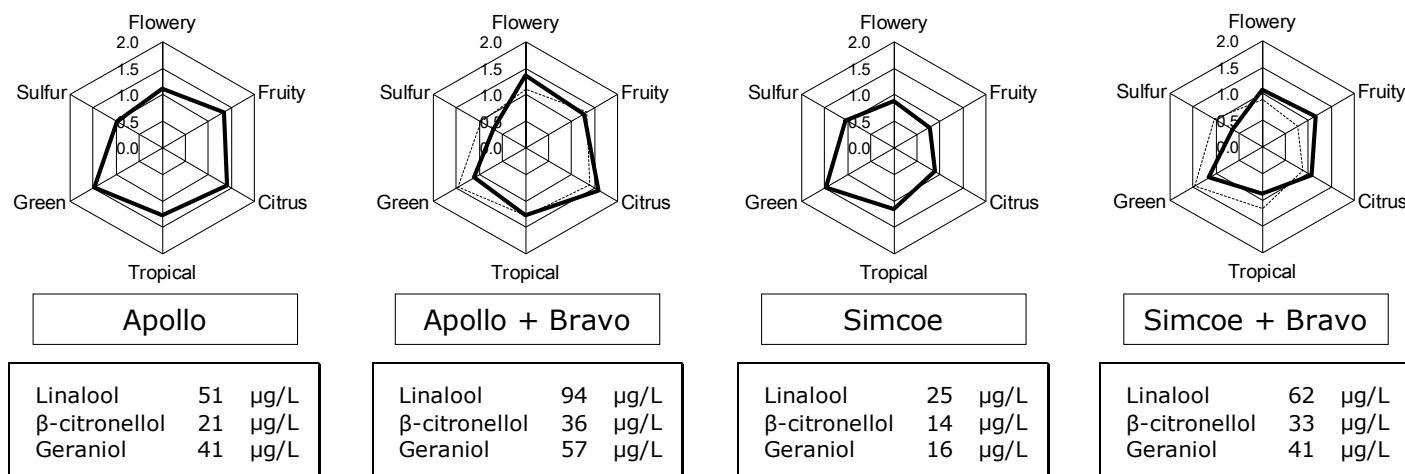 Flowery
2.0
1.5
1.0
0.5
0.0
Sulfur
Fruity
Green
Citrus
Tropical
Apollo
Linalool 51 µg/L
β-citronellol 21 µg/L
Geraniol 41 µg/L
Flowery
2.0
1.5
1.0
0.5
0.0
Sulfur
Fruity
Green
Citrus
Tropical
Apollo + Bravo
Linalool 94 µg/L
β-citronellol 36 µg/L
Geraniol 57 µg/L
Flowery
2.0
1.5
1.0
0.5
0.0
Sulfur
Fruity
Green
Citrus
Tropical
Simcoe
Linalool 25 µg/L
β-citronellol 14 µg/L
Geraniol 16 µg/L
Flowery
2.0
1.5
1.0
0.5
0.0
Sulfur
Fruity
Green
Citrus
Tropical
Simcoe + Bravo
Linalool 62 µg/L
β-citronellol 33 µg/L
Geraniol 41 µg/L